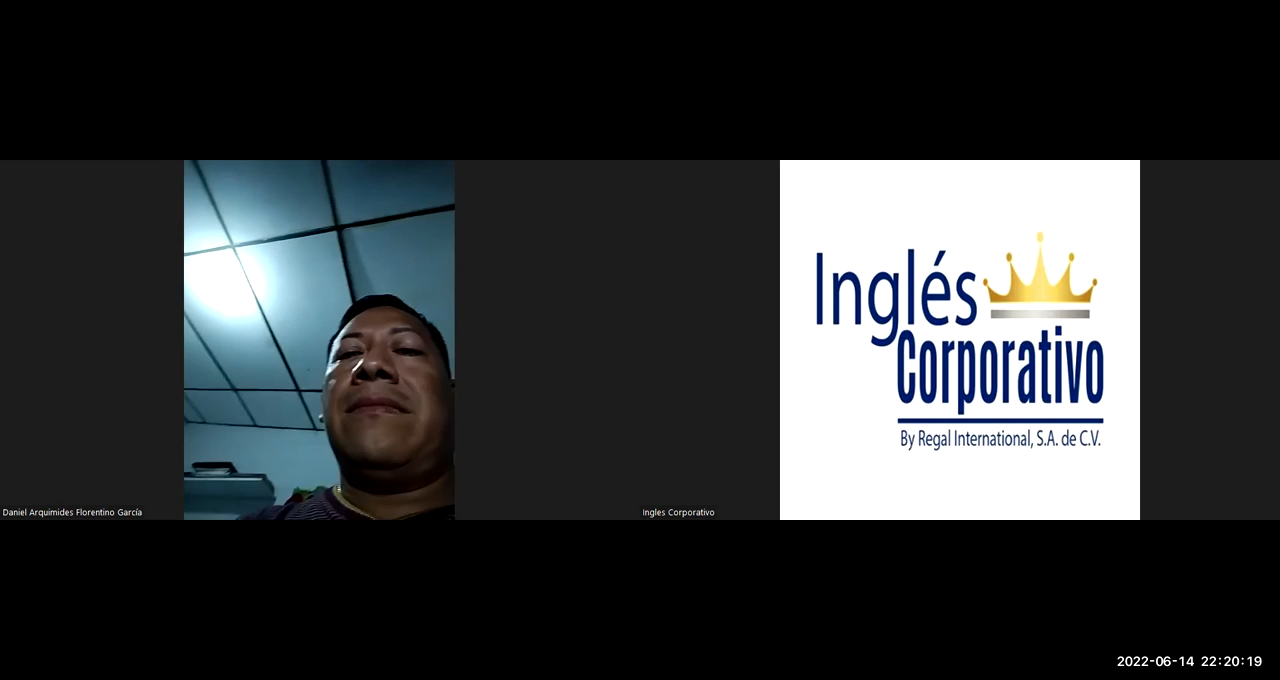 Inglés
Corporativo
By Regal International, S.A. de C.V.
Daniel Arquimides Florentino García
Ingles Corporativo
2022-06-14 22:20:19